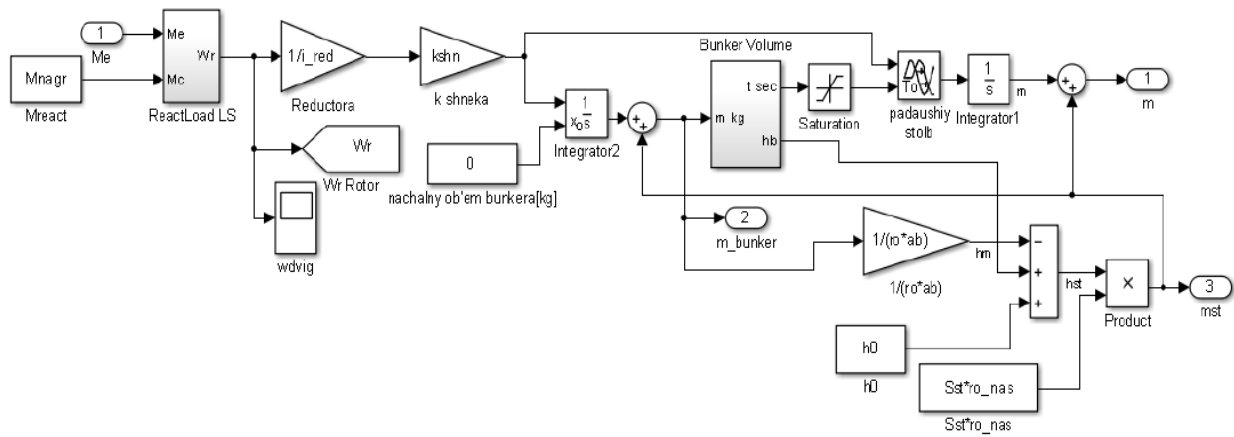 1
Me
Mnagr
Mreact
Me
Mc
Wr
ReactLoad LS
1/i_red
Reductora
kshn
k shneka
Wr
Wr Rotor
wdvig
0
nachalny ob'em burkera[kg]
1
s
xo
Integrator2
+
+
Bunker Volume
m kg
t sec
hb
Saturation
To
padaushiy
stolb
1
s
Integrator1
m
+
+
1
m
2
m_bunker
1/(ro*ab)
hm
1/(ro*ab)
−
+
+
hst
h0
h0
Sst*ro_nas
Sst*ro_nas
×
Product
3
mst